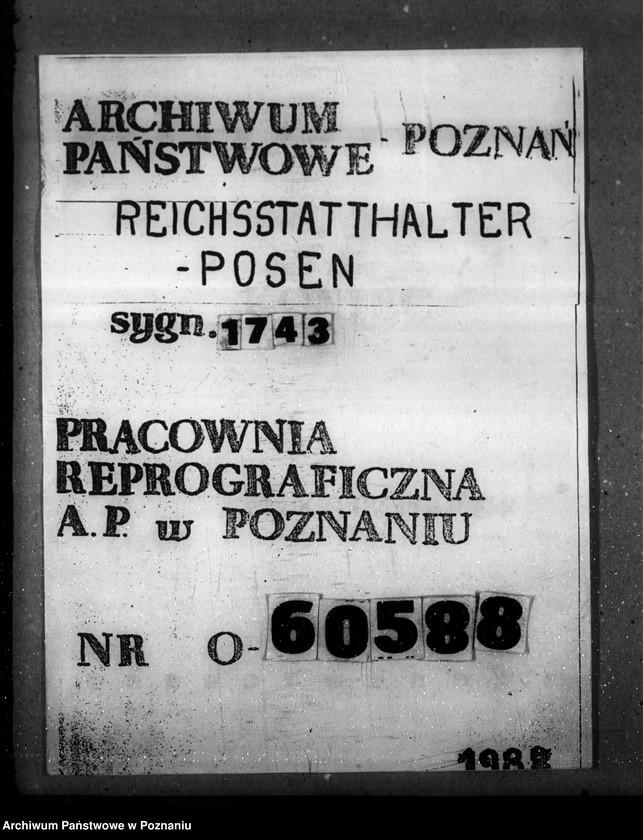 ARCHIWUM
PAŃSTWOWE - POZNAŃ
REICHSSTATTHALTER
-POSEN
sygn. 1743
PRACOWNIA
REPROGRAFICZNA
A.P. w POZNANIU
NR O-60588
Archiwum Państwowe w Poznaniu